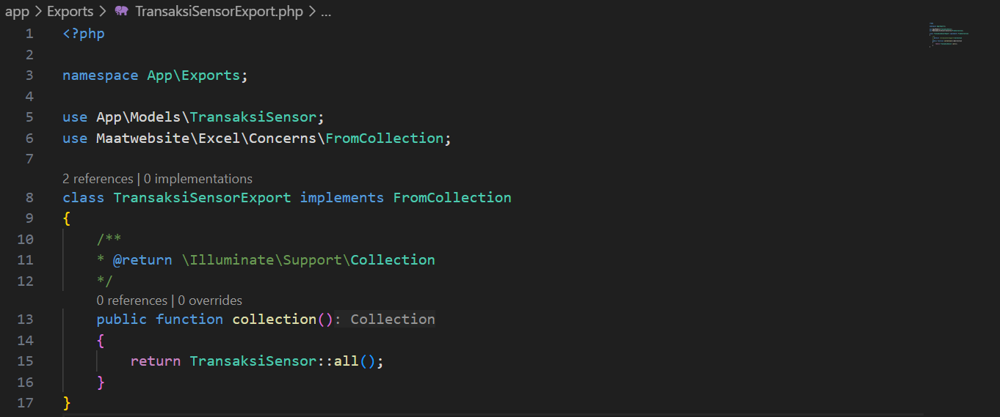 app > Exports > TransaksiSensorExport.php > ...
1 <?php
2
3 namespace App\Exports;
4
5 use App\Models\TransaksiSensor;
6 use Maatwebsite\Excel\Concerns\FromCollection;
7
2 references | 0 implementations
8 class TransaksiSensorExport implements FromCollection
9 {
10 /**
11 * @return \Illuminate\Support\Collection
12 */
0 references | 0 overrides
13 public function collection(): Collection
14 {
15 return TransaksiSensor::all();
16 }
17 }